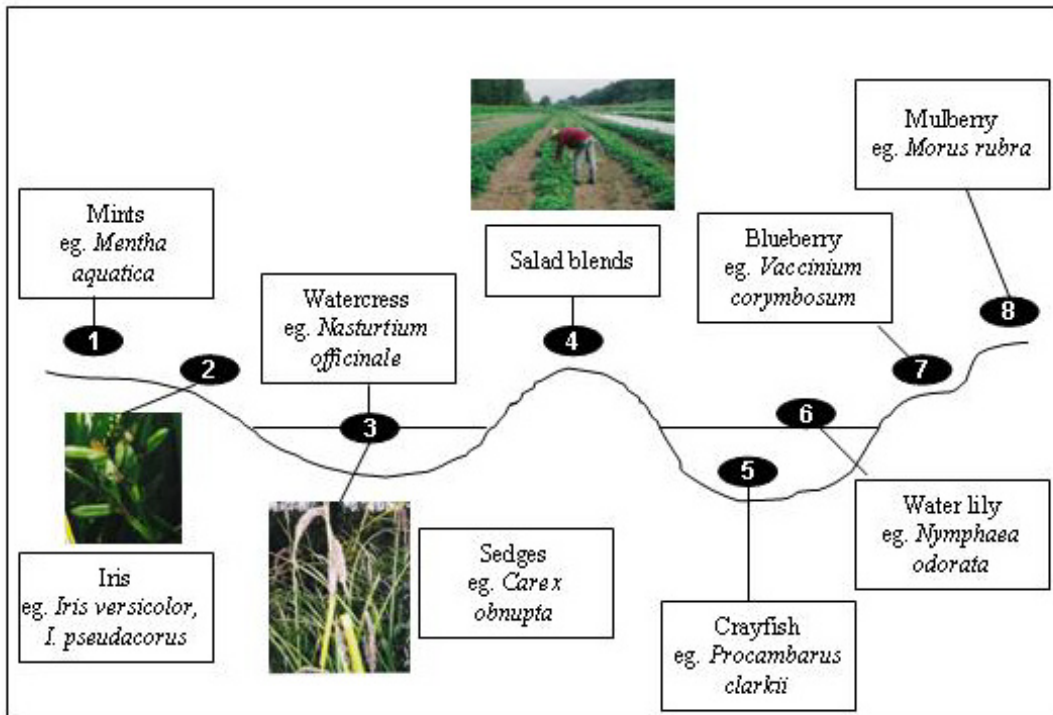 Mulberry
eg. Morus rubra
Mints
eg. Mentha
aquatica
Salad blends
Blueberry
eg. Vaccinium
corymbosum
Watercress
eg. Nasturtium
officinale
1
2
3
4
5
6
7
8
Iris
eg. Iris versicolor,
I. pseudacorus
Sedges
eg. Carex
obnupta
Water lily
eg. Nymphaea
odorata
Crayfish
eg. Procambarus
clarkii